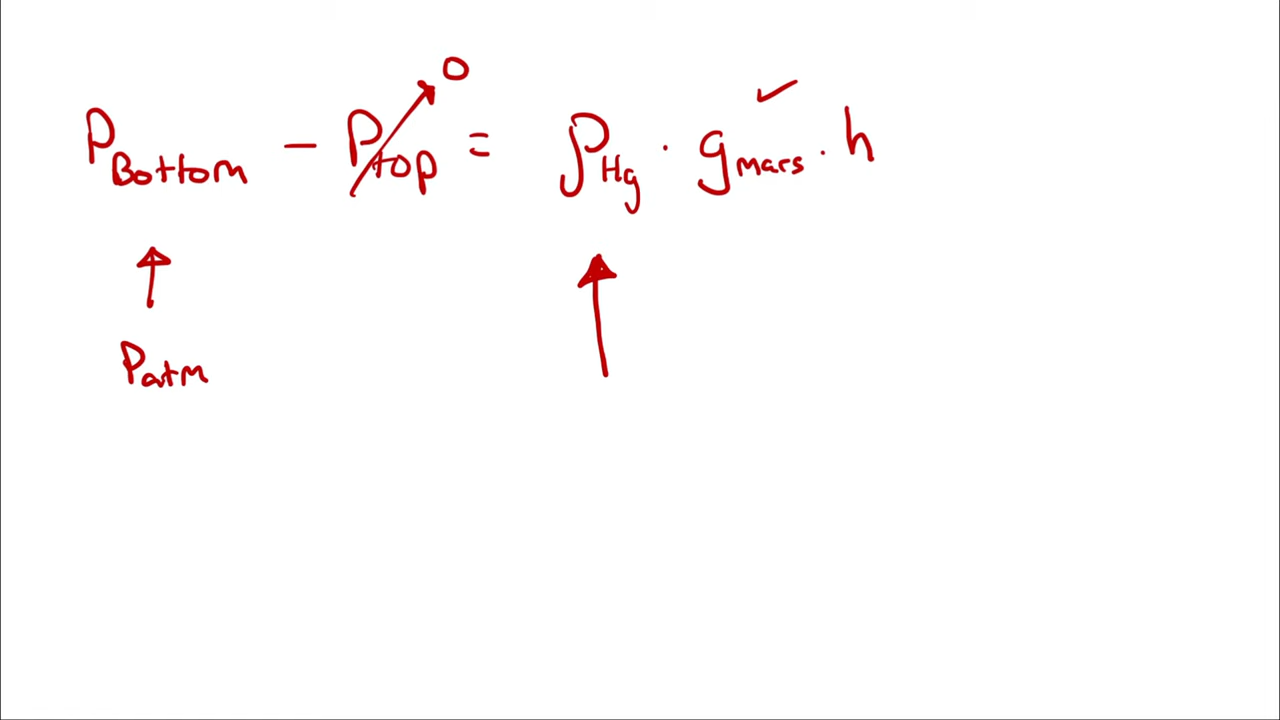 P_Bottom - P_top = ρ_Hg · g_mars · h
0
✓
P_atm